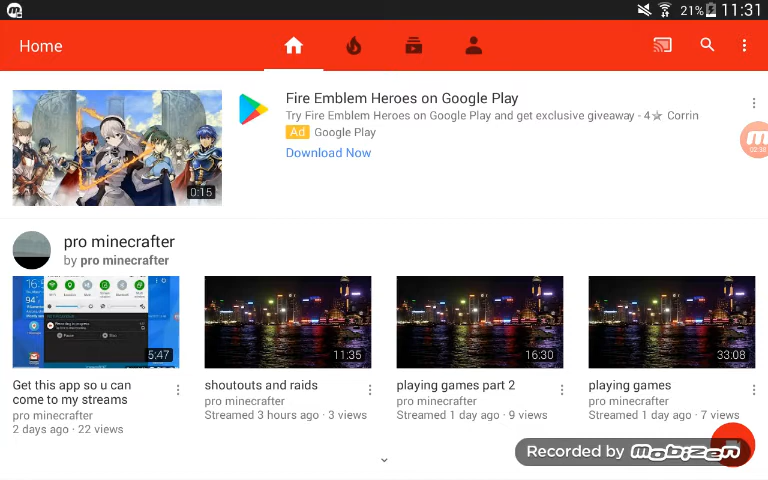 21% 11:31
Home
Fire Emblem Heroes on Google Play
Try Fire Emblem Heroes on Google Play and get exclusive giveaway - 4★ Corrin
Ad Google Play
Download Now
0:15
02:38
pro minecrafter
by pro minecrafter
5:47
11:35
16:30
33:08
Get this app so u can
come to my streams
pro minecrafter
2 days ago · 22 views
shoutouts and raids
pro minecrafter
Streamed 3 hours ago · 3 views
playing games part 2
pro minecrafter
Streamed 1 day ago · 9 views
playing games
pro minecrafter
Streamed 1 day ago · 7 views
Recorded by mobizen